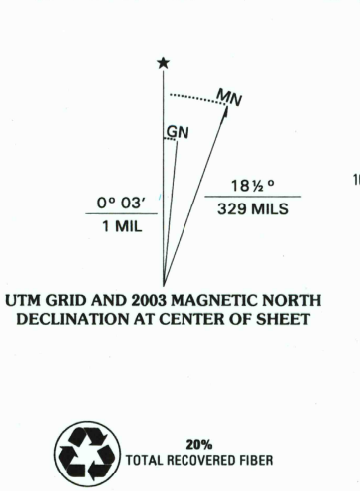 ★
MN
GN
0° 03′
1 MIL
18½°
329 MILS
UTM GRID AND 2003 MAGNETIC NORTH
DECLINATION AT CENTER OF SHEET
20%
TOTAL RECOVERED FIBER